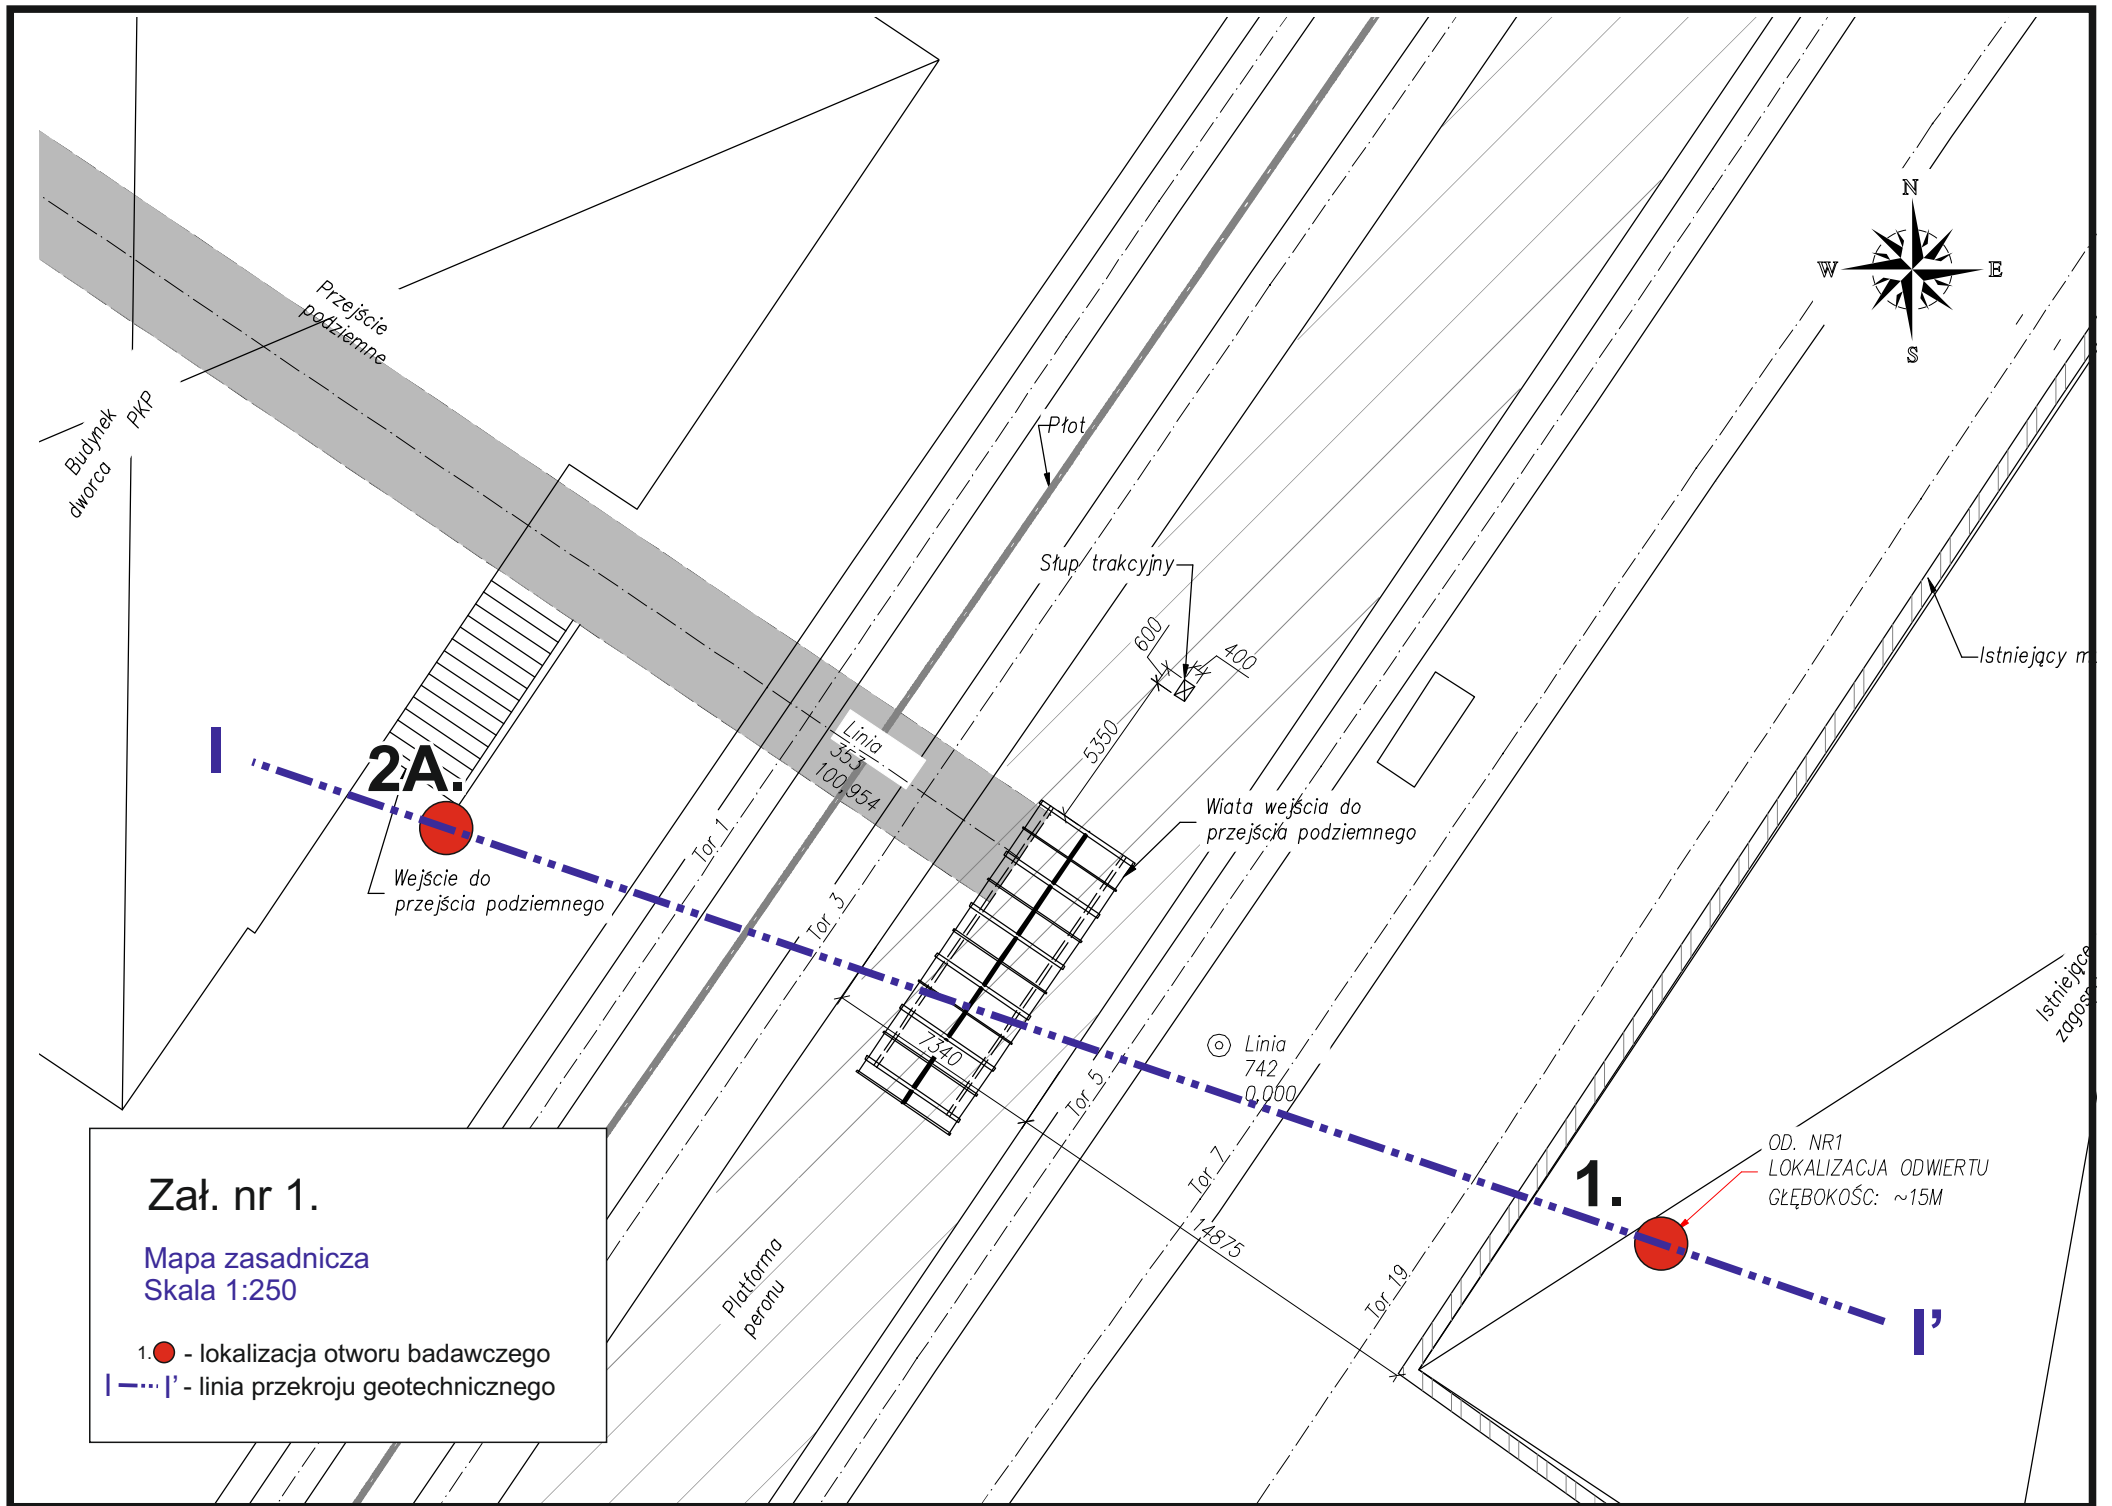 N
W
E
S
Przejście
podziemne
Budynek PKP
dworca
Płot
Słup trakcyjny
600
400
5350
Istniejący
I
2A.
Linia
353
100,954
Wiata wejścia do
przejścia podziemnego
Tor 1
Wejście do
przejścia podziemnego
Tor 3
Istniejące
7340
Linia
742
0,000
Tor 5
OD. NR1
LOKALIZACJA ODWIERTU
GŁĘBOKOŚC: ~15M
1.
Tor 7
14875
Tor 19
Platforma
peronu
I'
Zał. nr 1.
Mapa zasadnicza
Skala 1:250
1. - lokalizacja otworu badawczego
I I' - linia przekroju geotechnicznego